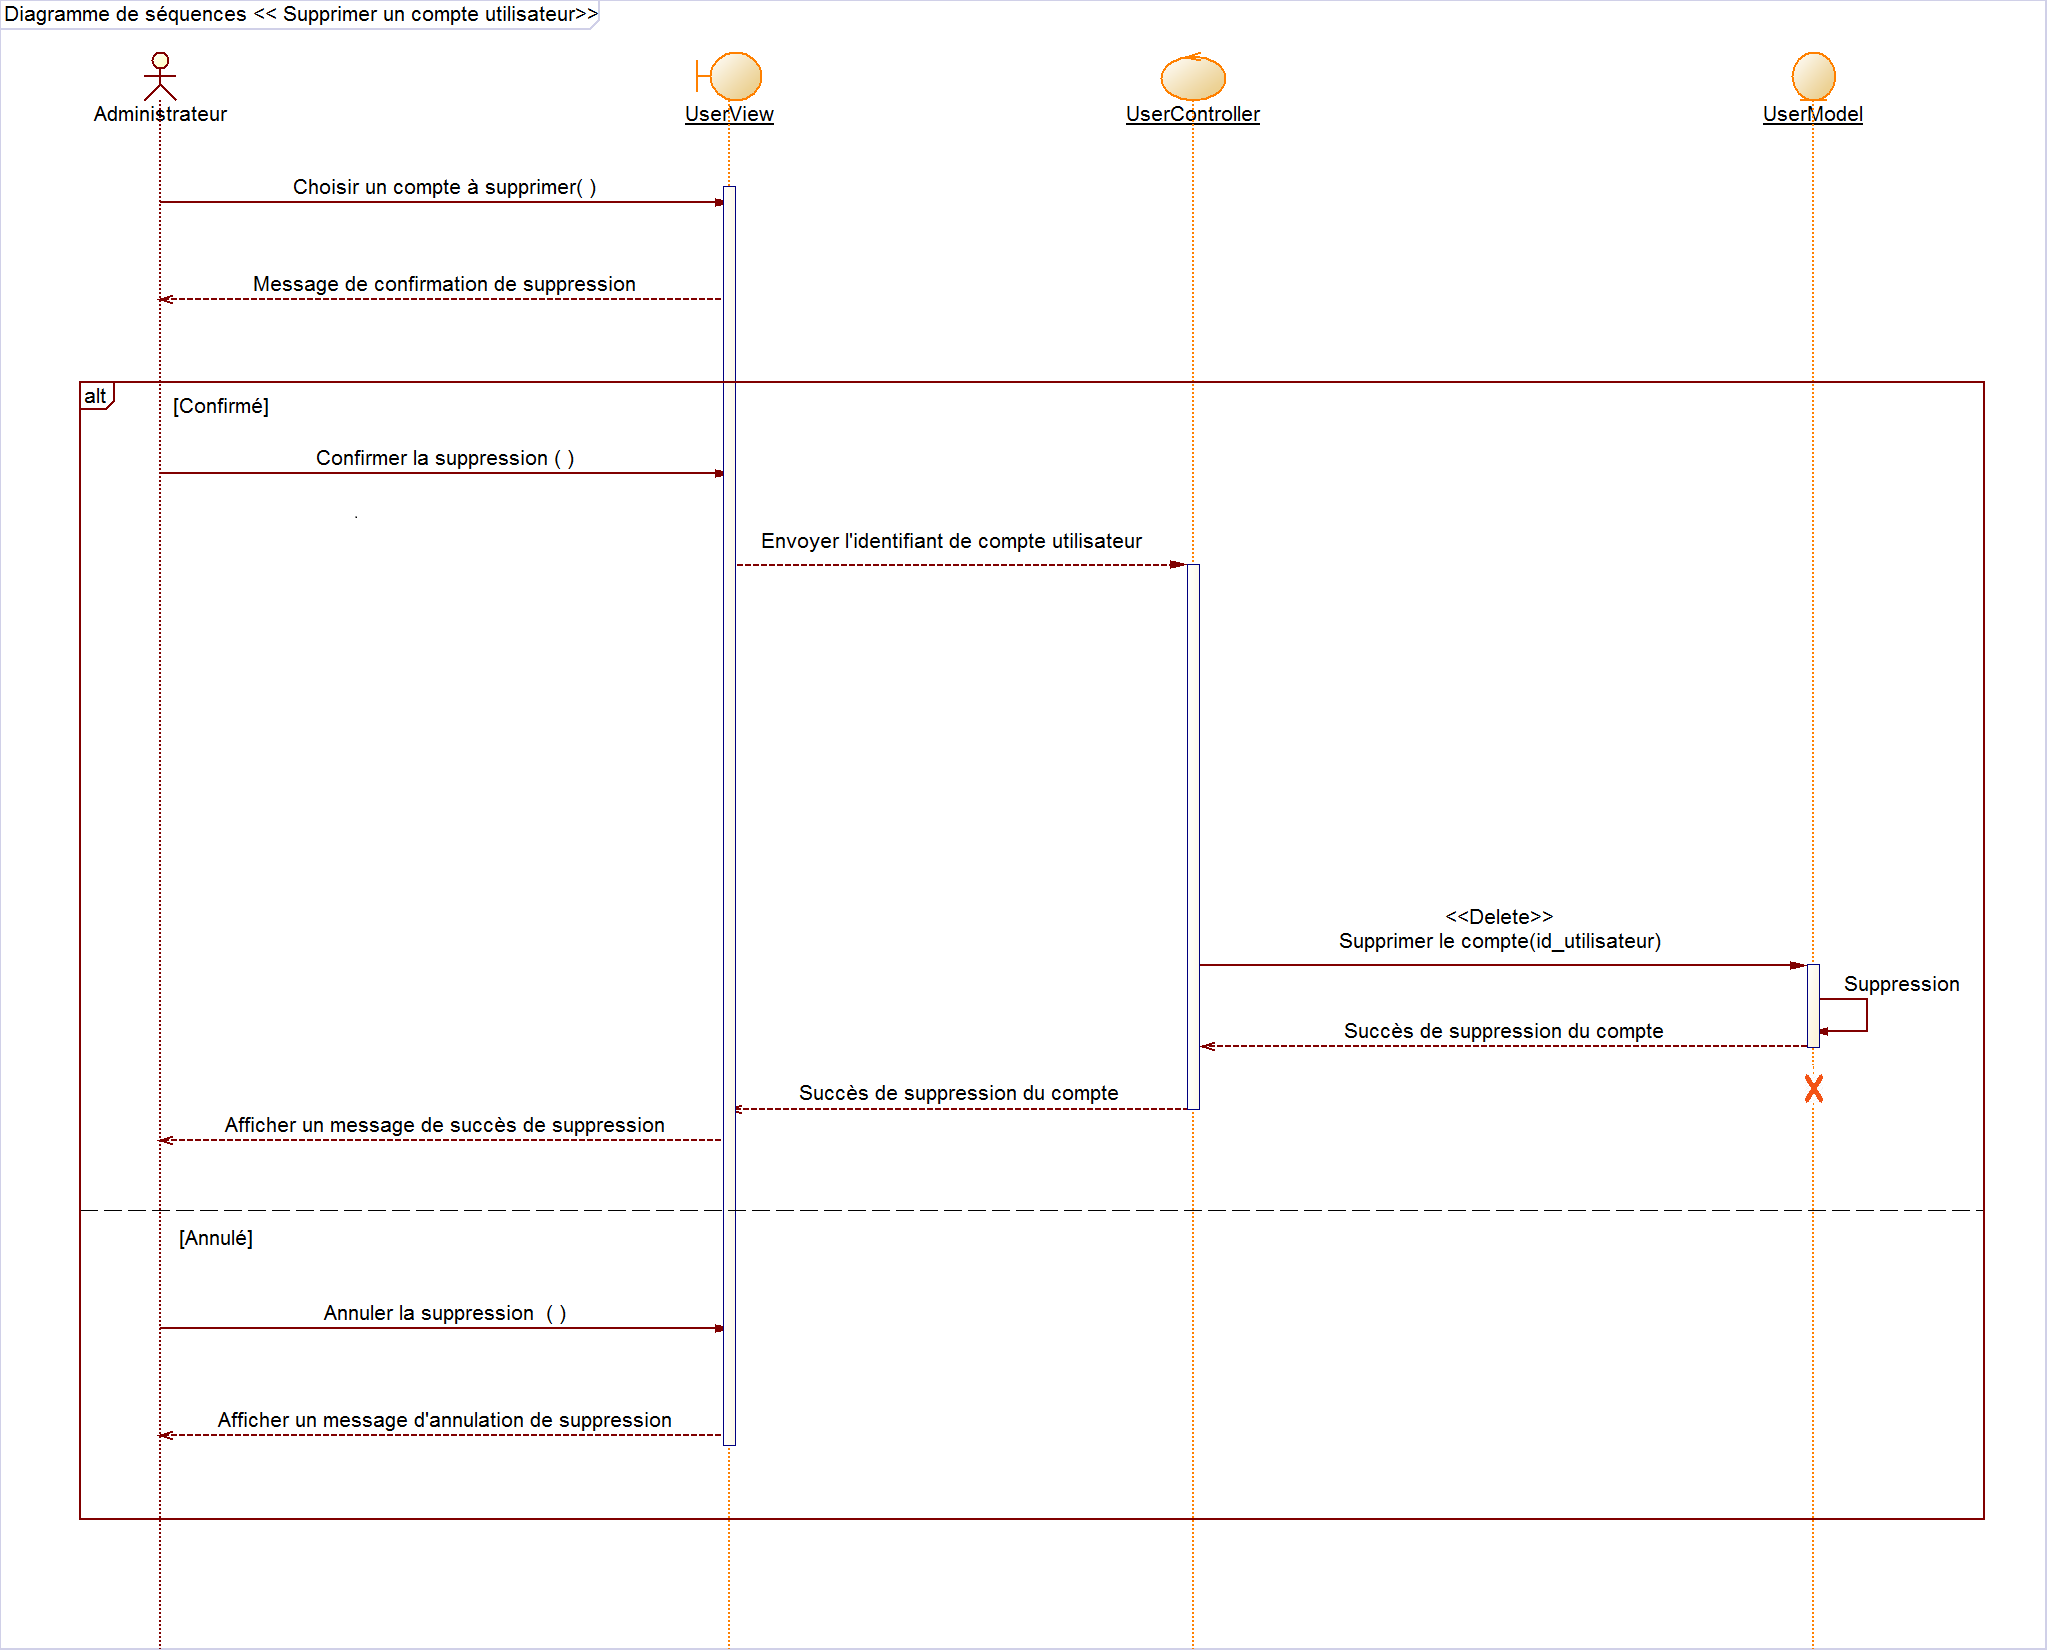 Diagramme de séquences << Supprimer un compte utilisateur>>
Administrateur
UserView
UserController
UserModel
Choisir un compte à supprimer( )
Message de confirmation de suppression
alt
[Confirmé]
Confirmer la suppression ( )
.
Envoyer l'identifiant de compte utilisateur
<<Delete>>
Supprimer le compte(id_utilisateur)
Suppression
Succès de suppression du compte
Succès de suppression du compte
Afficher un message de succès de suppression
[Annulé]
Annuler la suppression  ( )
Afficher un message d'annulation de suppression